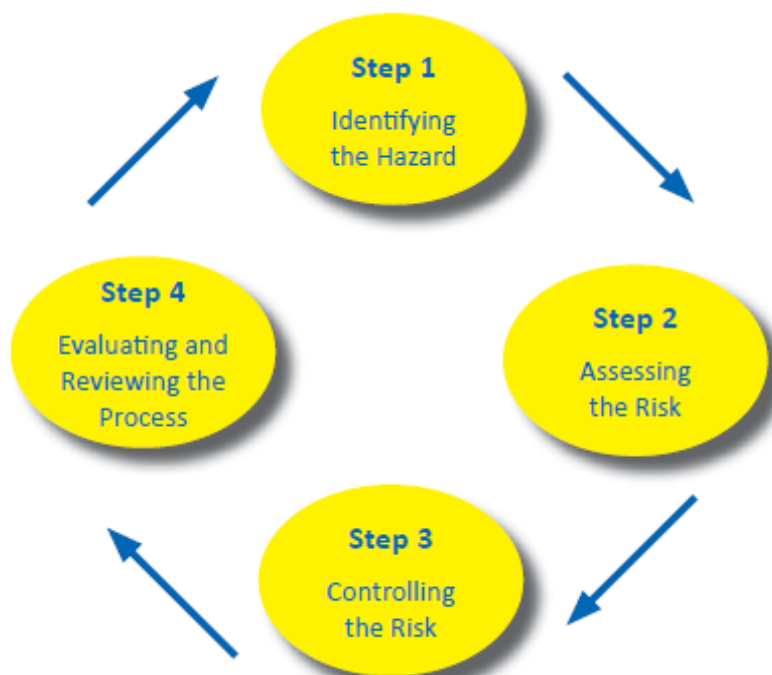 Step 1
Identifying
the Hazard
Step 2
Assessing
the Risk
Step 3
Controlling
the Risk
Step 4
Evaluating and
Reviewing the
Process